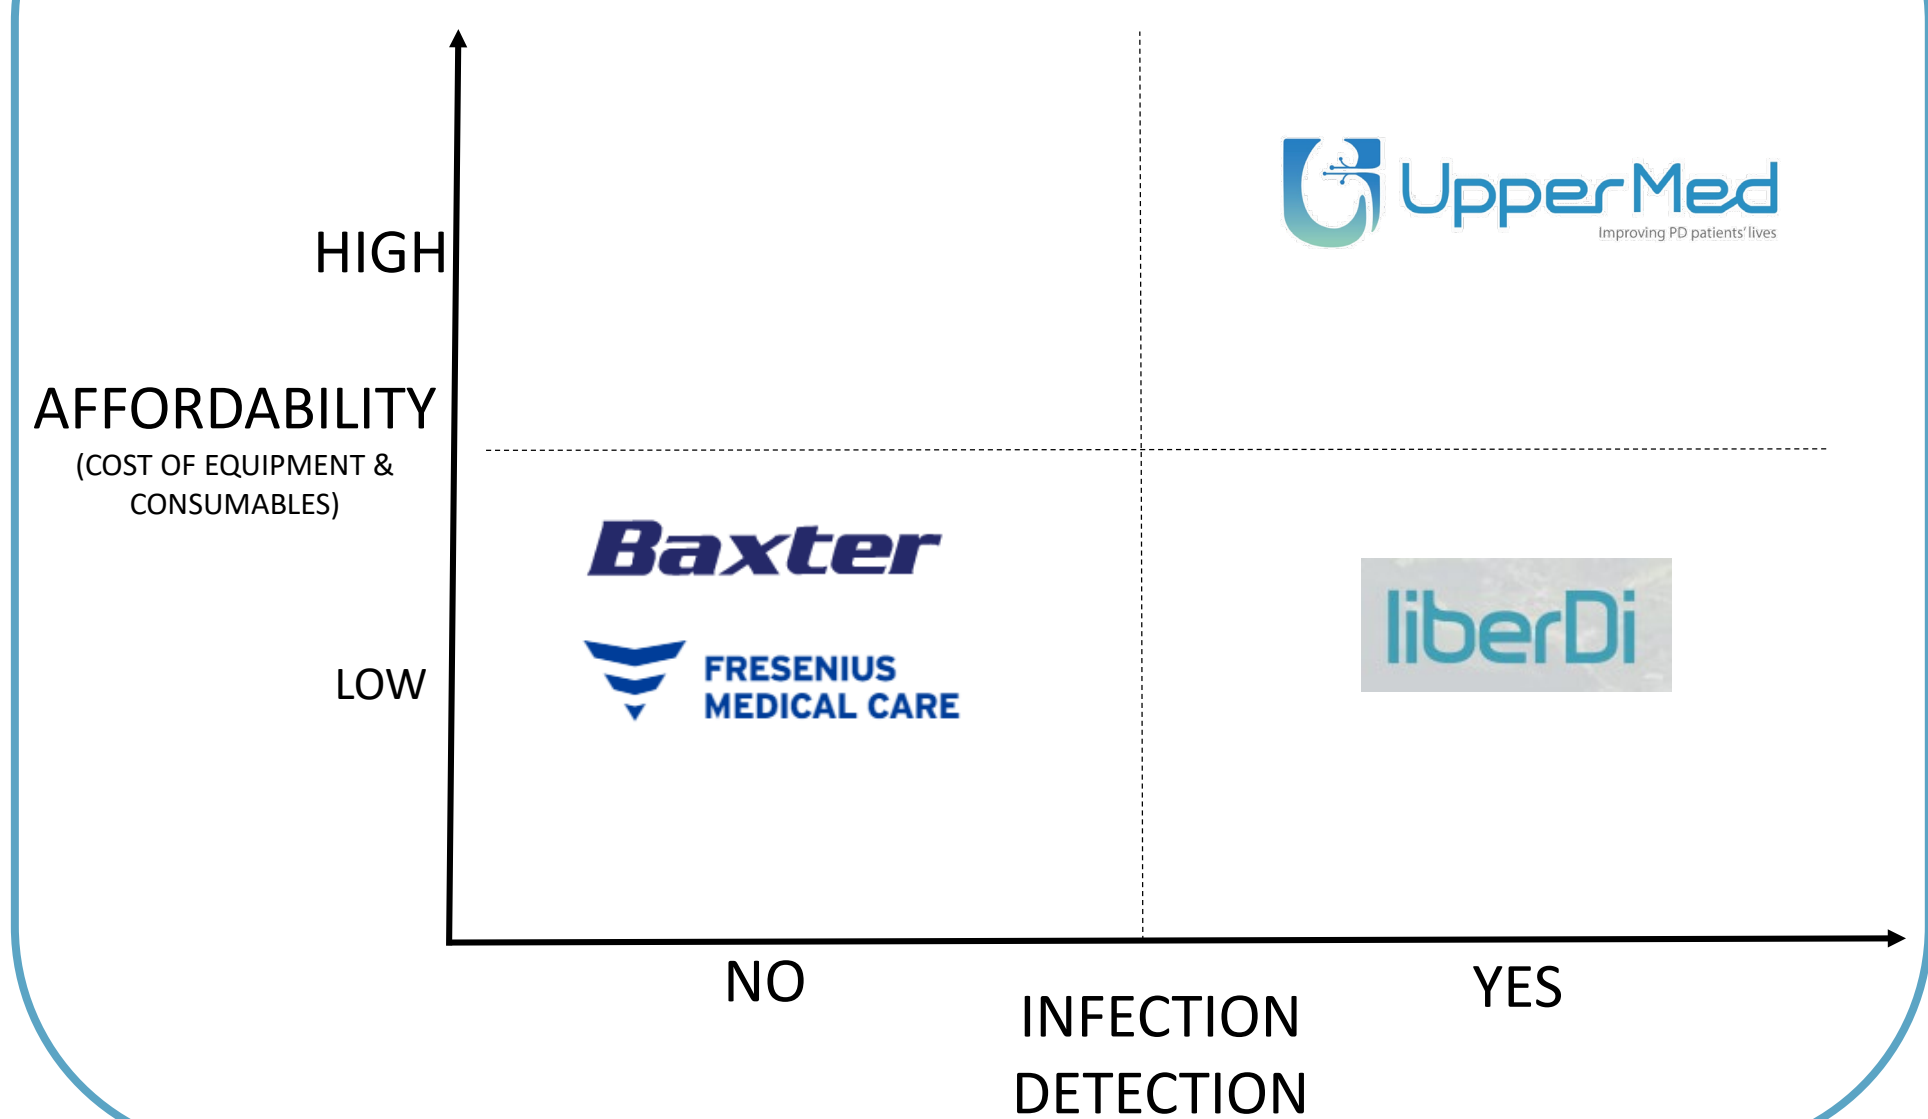 UpperMed
Improving PD patients' lives
HIGH
AFFORDABILITY
(COST OF EQUIPMENT &
CONSUMABLES)
Baxter
FRESENIUS
MEDICAL CARE
liberDi
LOW
NO
YES
INFECTION
DETECTION